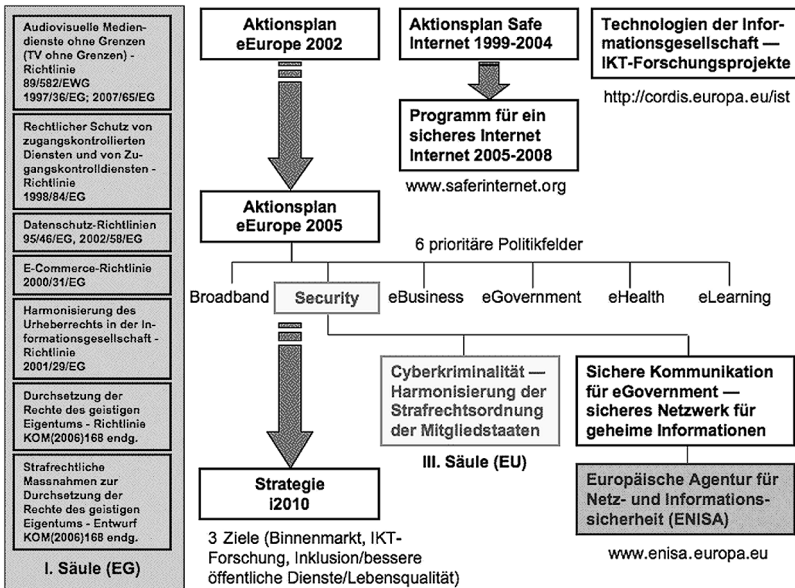 Audiovisuelle Medien-
dienste ohne Grenzen
(TV ohne Grenzen) -
Richtlinie
89/582/EWG
1997/36/EG; 2007/65/EG
Rechtlicher Schutz von
zugangskontrollierten
Diensten und von Zu-
gangskontrolldiensten -
Richtlinie
1998/84/EG
Datenschutz-Richtlinien
95/46/EG, 2002/58/EG
E-Commerce-Richtlinie
2000/31/EG
Harmonisierung des
Urheberrechts in der In-
formationsgesellschaft -
Richtlinie
2001/29/EG
Durchsetzung der
Rechte des geistigen
Eigentums - Richtlinie
KOM(2006)168 endg.
Strafrechtliche
Massnahmen zur
Durchsetzung der
Rechte des geistigen
Eigentums - Entwurf
KOM(2006)168 endg.
I. Säule (EG)
Aktionsplan
eEurope 2002
Aktionsplan Safe
Internet 1999-2004
Technologien der Infor-
mationsgesellschaft —
IKT-Forschungsprojekte
http://cordis.europa.eu/ist
Programm für ein
sicheres Internet
Internet 2005-2008
www.saferinternet.org
Aktionsplan
eEurope 2005
6 prioritäre Politikfelder
Broadband
Security
eBusiness
eGovernment
eHealth
eLearning
Cyberkriminalität —
Harmonisierung der
Strafrechtsordnung
der Mitgliedstaaten
III. Säule (EU)
Sichere Kommunikation
für eGovernment —
sicheres Netzwerk für
geheime Informationen
Europäische Agentur für
Netz- und Informations-
sicherheit (ENISA)
www.enisa.europa.eu
Strategie
i2010
3 Ziele (Binnenmarkt, IKT-
Forschung, Inklusion/bessere
öffentliche Dienste/Lebensqualität)